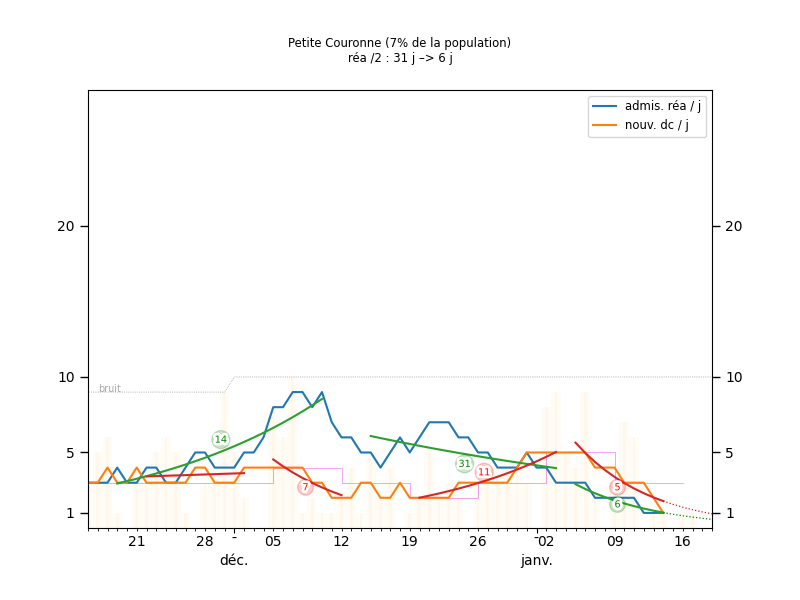 Petite Couronne (7% de la population)
réa /2 : 31 j –> 6 j
admis. réa / j
nouv. dc / j
20 20
10 10
bruit
14
5 5
31 11
7 5
6
1 1
21 28 05 12 19 26 02 09 16
déc. janv.